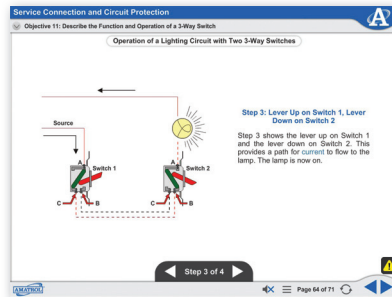 Service Connection and Circuit Protection
Objective 11: Describe the Function and Operation of a 3-Way Switch
Operation of a Lighting Circuit with Two 3-Way Switches
Source
A
Switch 1
C
B
A
Switch 2
C
B
Step 3: Lever Up on Switch 1, Lever
Down on Switch 2
Step 3 shows the lever up on Switch 1
and the lever down on Switch 2. This
provides a path for current to flow to the
lamp. The lamp is now on.
Step 3 of 4
AMATROL
Page 64 of 71
A